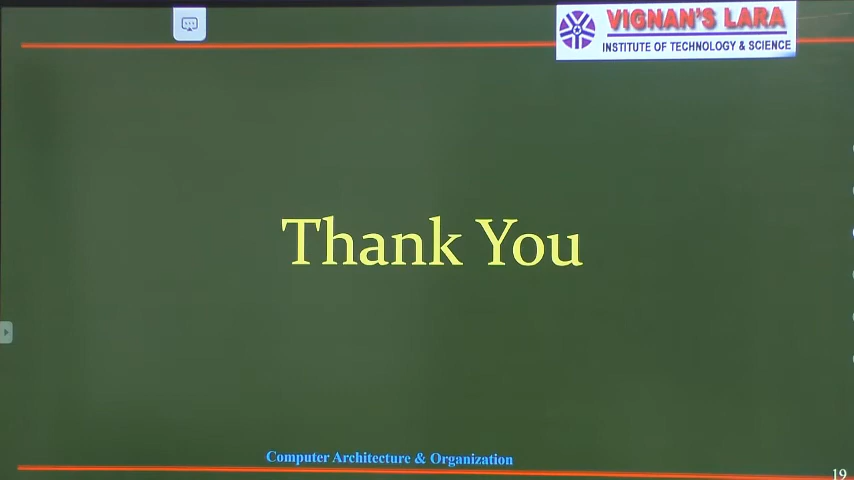 VIGNAN'S LARA
INSTITUTE OF TECHNOLOGY & SCIENCE
Thank You
Computer Architecture & Organization
19